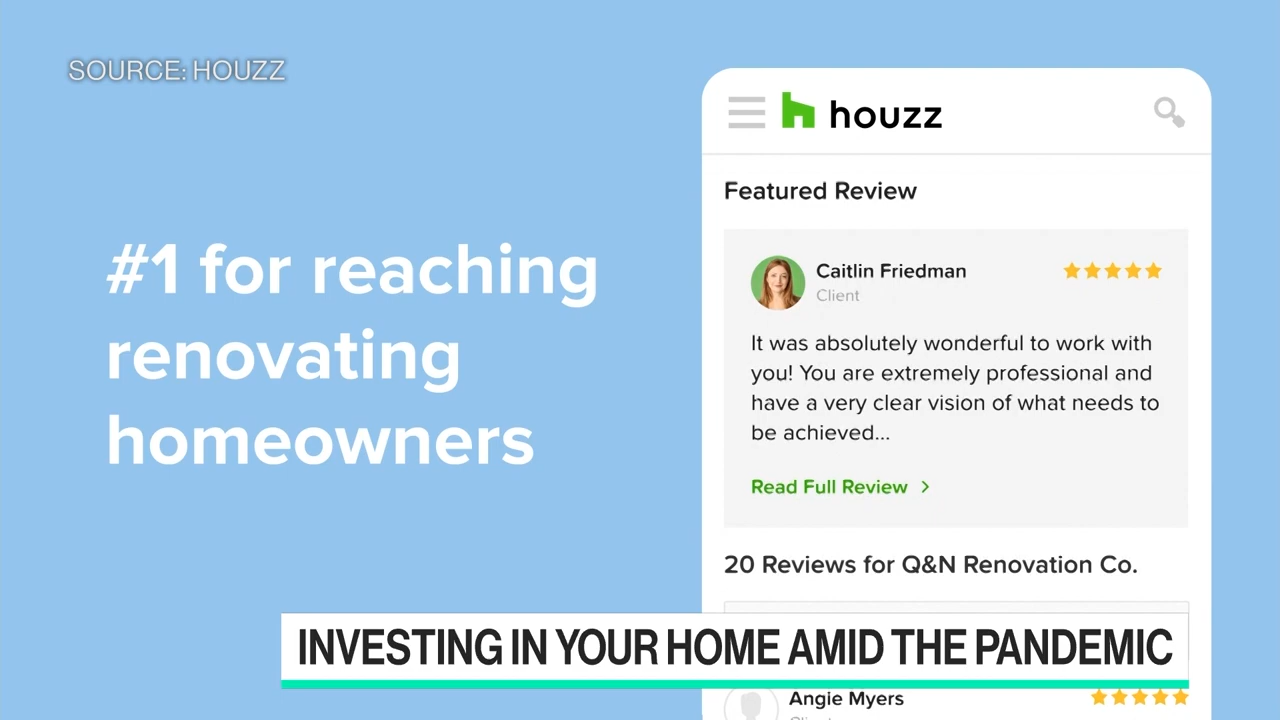 SOURCE: HOUZZ
#1 for reaching
renovating
homeowners
houzz
Featured Review
Caitlin Friedman
Client
It was absolutely wonderful to work with
you! You are extremely professional and
have a very clear vision of what needs to
be achieved...
Read Full Review
20 Reviews for Q&N Renovation Co.
INVESTING IN YOUR HOME AMID THE PANDEMIC
Angie Myers